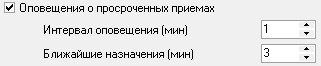 Оповещения о просроченных приемах
Интервал оповещения (мин) 1
Ближайшие назначения (мин) 3